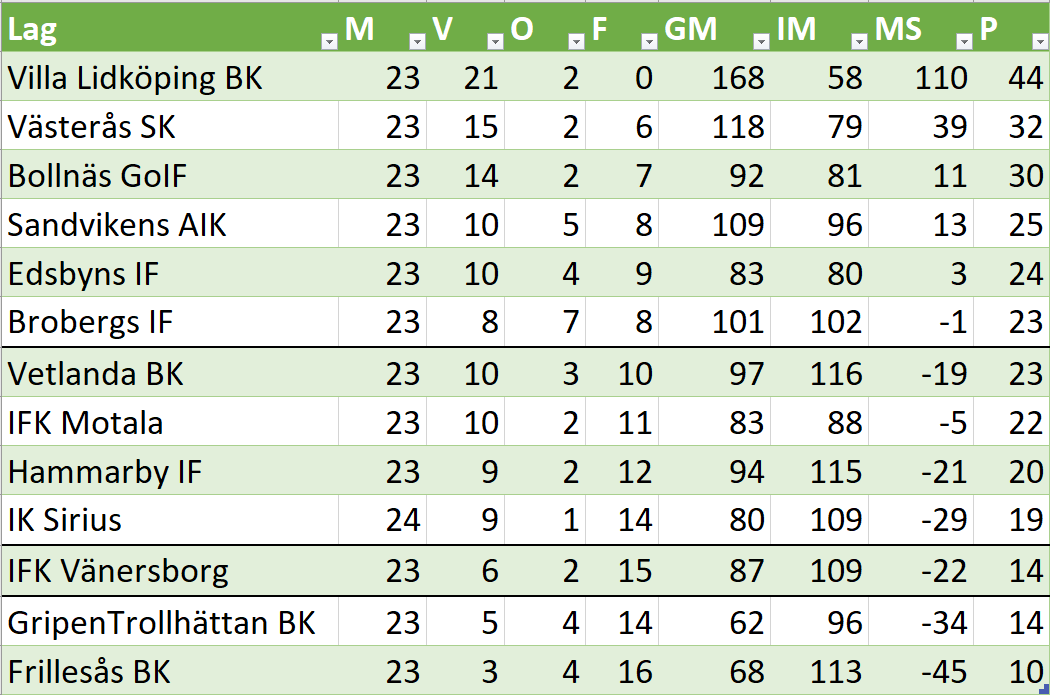 Lag M V O F GM IM MS P
Villa Lidköping BK 23 21 2 0 168 58 110 44
Västerås SK 23 15 2 6 118 79 39 32
Bollnäs GoIF 23 14 2 7 92 81 11 30
Sandvikens AIK 23 10 5 8 109 96 13 25
Edsbyns IF 23 10 4 9 83 80 3 24
Brobergs IF 23 8 7 8 101 102 -1 23
Vetlanda BK 23 10 3 10 97 116 -19 23
IFK Motala 23 10 2 11 83 88 -5 22
Hammarby IF 23 9 2 12 94 115 -21 20
IK Sirius 24 9 1 14 80 109 -29 19
IFK Vänersborg 23 6 2 15 87 109 -22 14
GripenTrollhättan BK 23 5 4 14 62 96 -34 14
Frillesås BK 23 3 4 16 68 113 -45 10